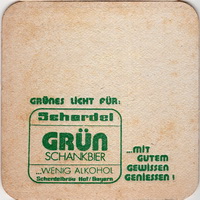 GRÜNES LICHT FÜR:
Scherdel
GRÜN
SCHANKBIER
...WENIG ALKOHOL
Scherdelbräu Hof/Bayern
...MIT
GUTEM
GEWISSEN
GENIESSEN!